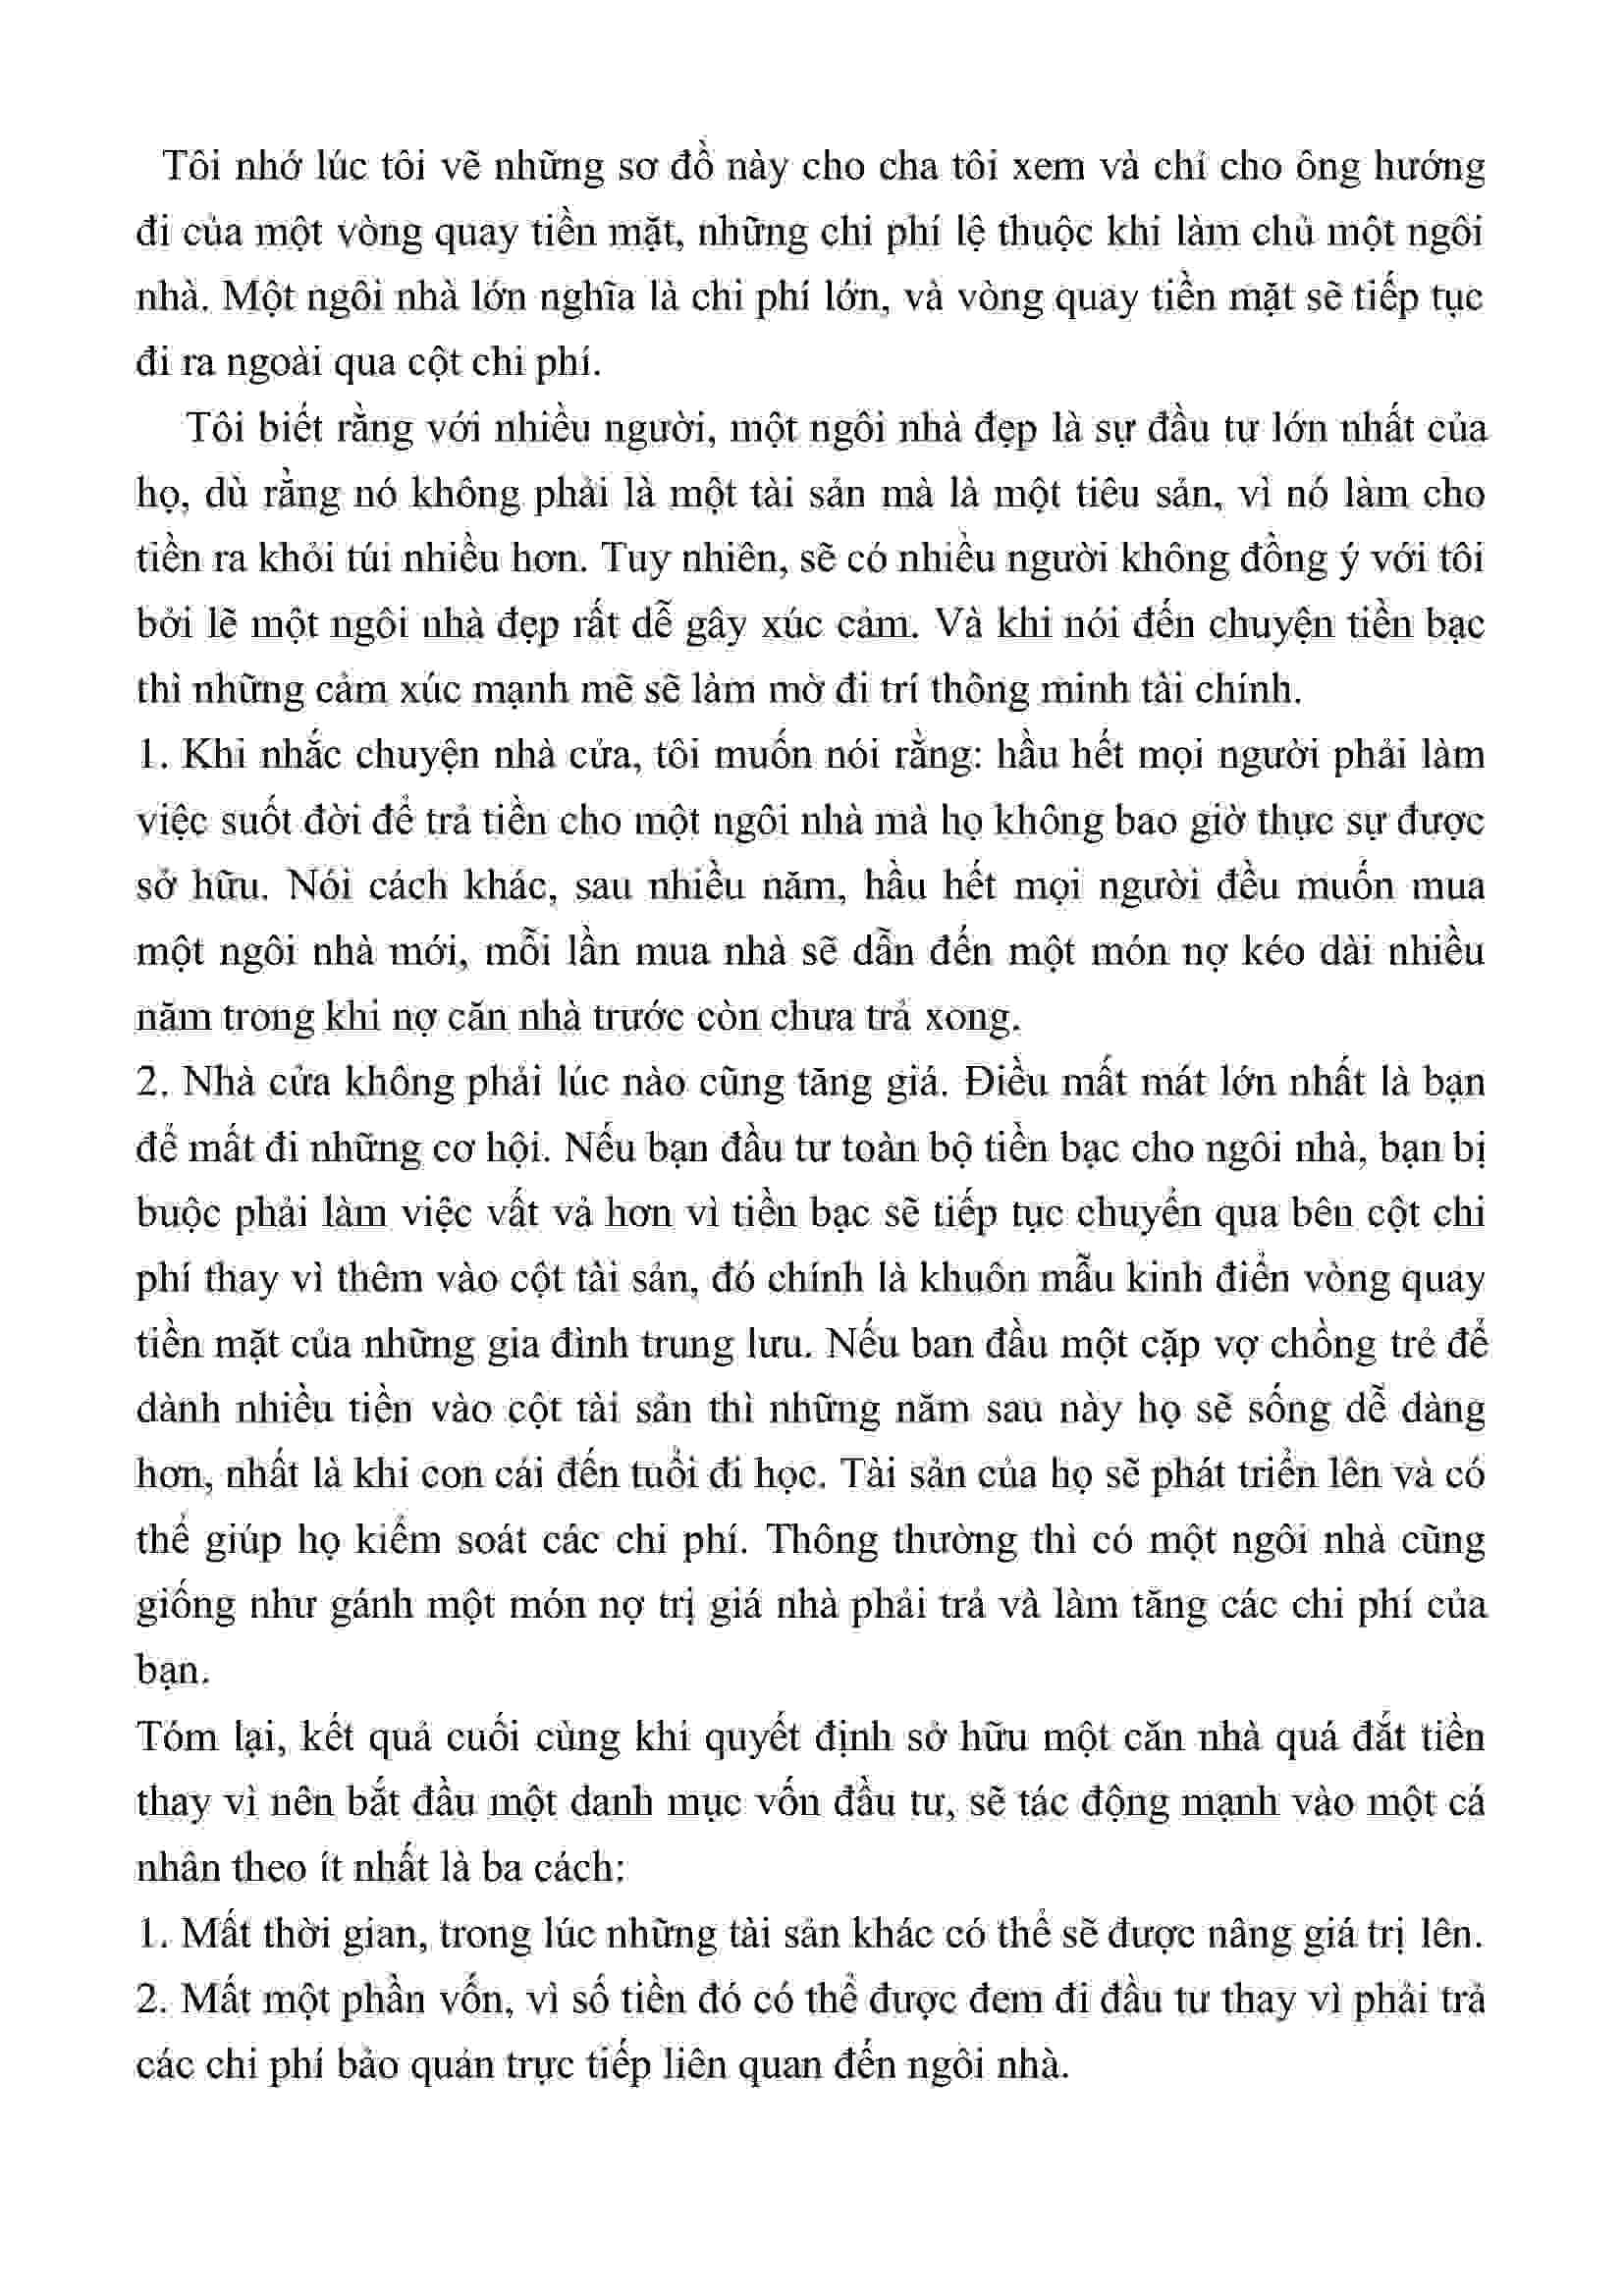 Tôi nhớ lúc tôi vẽ những sơ đồ này cho cha tôi xem và chỉ cho ông hướng
đi của một vòng quay tiền mặt, những chi phí lệ thuộc khi làm chủ một ngôi
nhà. Một ngôi nhà lớn nghĩa là chi phí lớn, và vòng quay tiền mặt sẽ tiếp tục
đi ra ngoài qua cột chi phí.
Tôi biết rằng với nhiều người, một ngôi nhà đẹp là sự đầu tư lớn nhất của
họ, dù rằng nó không phải là một tài sản mà là một tiêu sản, vì nó làm cho
tiền ra khỏi túi nhiều hơn. Tuy nhiên, sẽ có nhiều người không đồng ý với tôi
bởi lẽ một ngôi nhà đẹp rất dễ gây xúc cảm. Và khi nói đến chuyện tiền bạc
thì những cảm xúc mạnh mẽ sẽ làm mờ đi trí thông minh tài chính.
1. Khi nhắc chuyện nhà cửa, tôi muốn nói rằng: hầu hết mọi người phải làm
việc suốt đời để trả tiền cho một ngôi nhà mà họ không bao giờ thực sự được
sở hữu. Nói cách khác, sau nhiều năm, hầu hết mọi người đều muốn mua
một ngôi nhà mới, mỗi lần mua nhà sẽ dẫn đến một món nợ kéo dài nhiều
năm trong khi nợ căn nhà trước còn chưa trả xong.
2. Nhà cửa không phải lúc nào cũng tăng giá. Điều mất mát lớn nhất là bạn
để mất đi những cơ hội. Nếu bạn đầu tư toàn bộ tiền bạc cho ngôi nhà, bạn bị
buộc phải làm việc vất vả hơn vì tiền bạc sẽ tiếp tục chuyển qua bên cột chi
phí thay vì thêm vào cột tài sản, đó chính là khuôn mẫu kinh điển vòng quay
tiền mặt của những gia đình trung lưu. Nếu ban đầu một cặp vợ chồng trẻ để
dành nhiều tiền vào cột tài sản thì những năm sau này họ sẽ sống dễ dàng
hơn, nhất là khi con cái đến tuổi đi học. Tài sản của họ sẽ phát triển lên và có
thể giúp họ kiểm soát các chi phí. Thông thường thì có một ngôi nhà cũng
giống như gánh một món nợ trị giá nhà phải trả và làm tăng các chi phí của
bạn.
Tóm lại, kết quả cuối cùng khi quyết định sở hữu một căn nhà quá đắt tiền
thay vì nên bắt đầu một danh mục vốn đầu tư, sẽ tác động mạnh vào một cá
nhân theo ít nhất là ba cách:
1. Mất thời gian, trong lúc những tài sản khác có thể sẽ được nâng giá trị lên.
2. Mất một phần vốn, vì số tiền đó có thể được đem đi đầu tư thay vì phải trả
các chi phí bảo quản trực tiếp liên quan đến ngôi nhà.